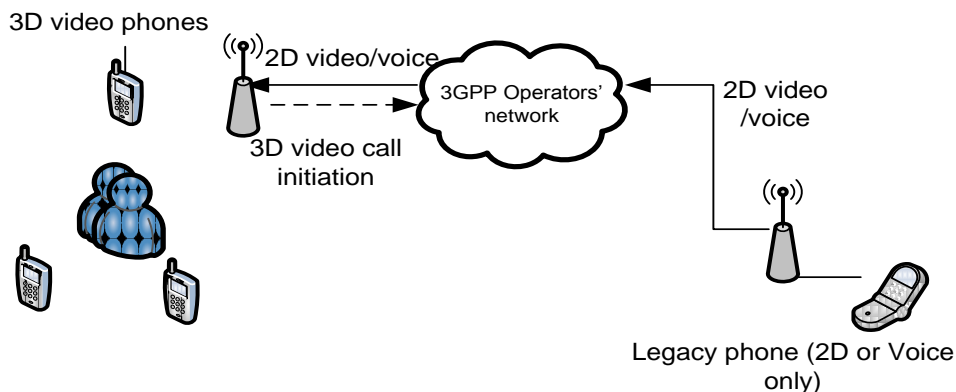 3D video phones
2D video/voice
3GPP Operators'
network
2D video
/voice
3D video call
initiation
Legacy phone (2D or Voice
only)